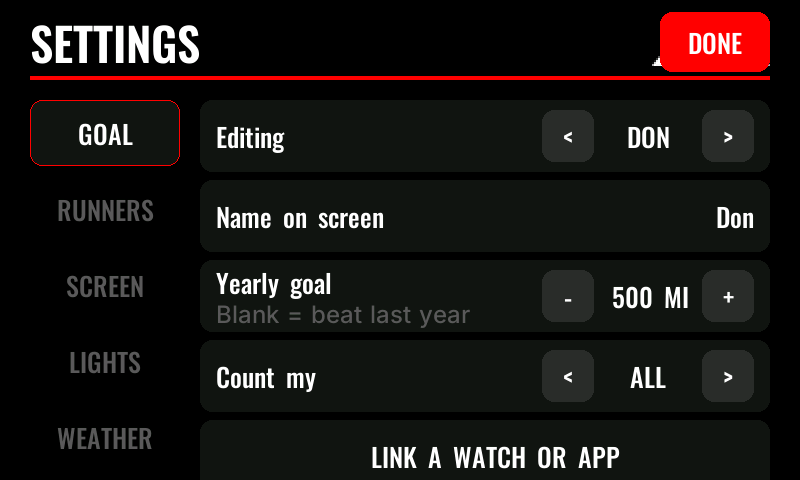 SETTINGS
DONE
GOAL
RUNNERS
SCREEN
LIGHTS
WEATHER
Editing < DON >
Name on screen Don
Yearly goal - 500 MI +
Blank = beat last year
Count my < ALL >
LINK A WATCH OR APP